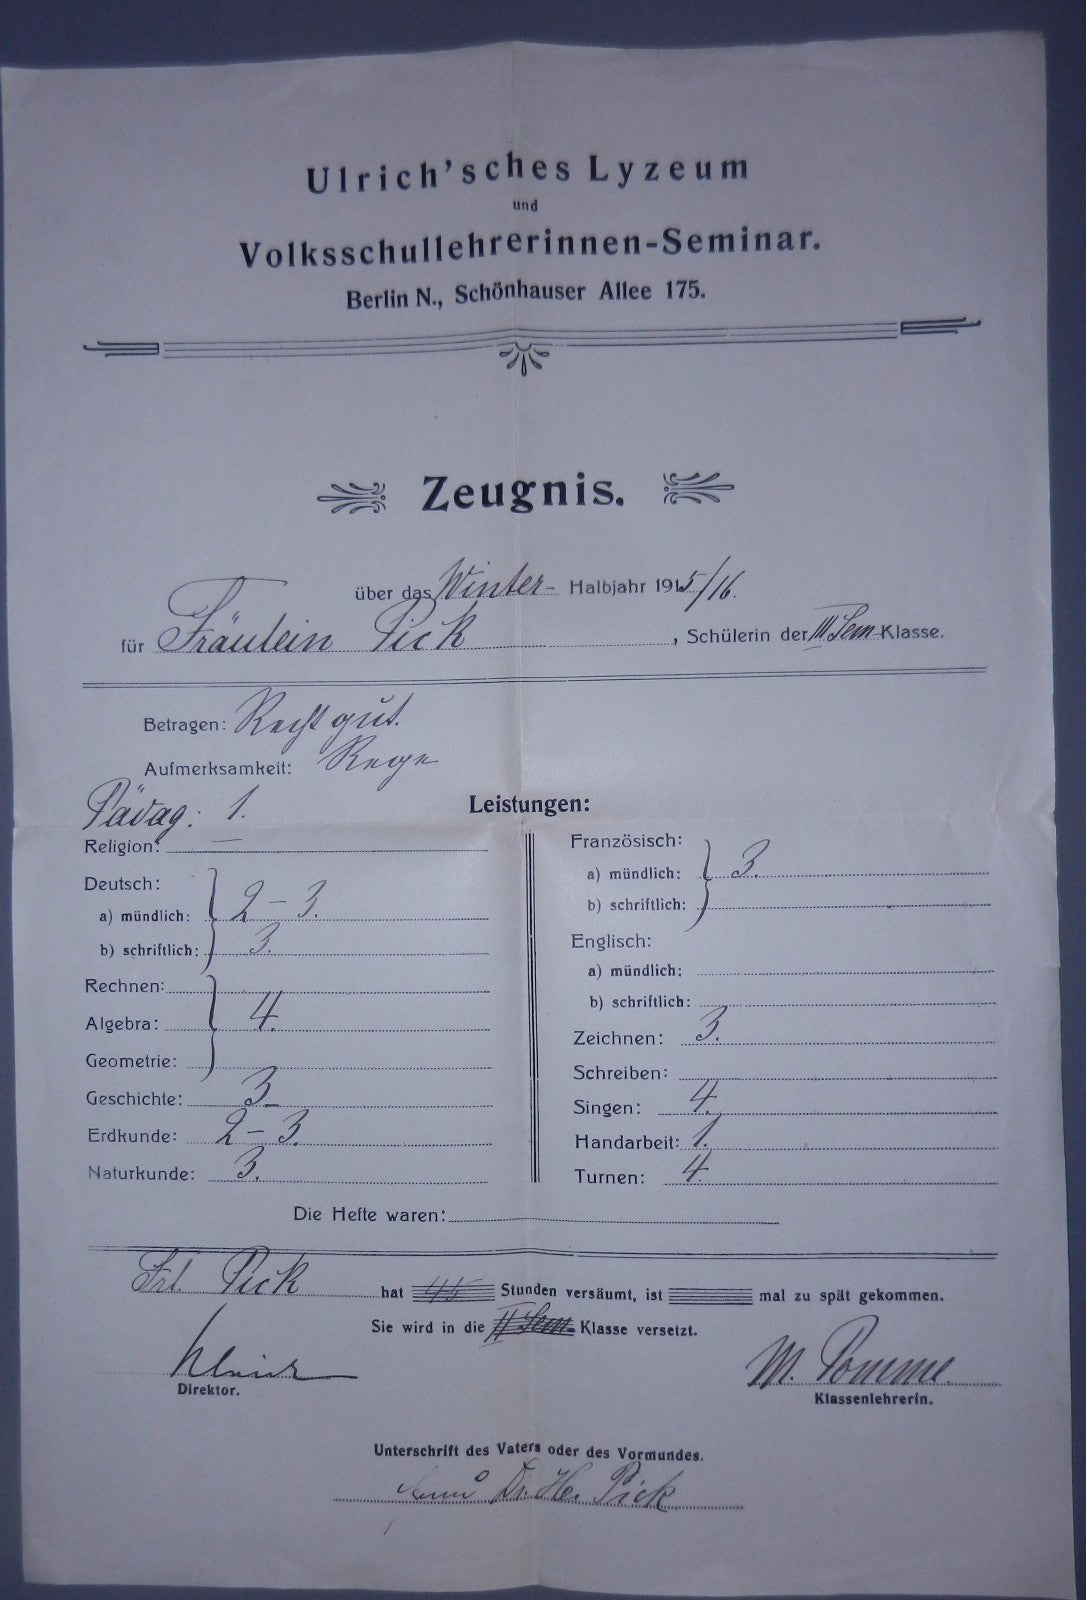 Ulrich'sches Lyzeum
und
Volksschullehrerinnen-Seminar.
Berlin N., Schönhauser Allee 175.
Zeugnis.
über das Winter- Halbjahr 1915/16.
für Fräulein Pick, Schülerin der III Sem Klasse.
Betragen: Recht gut.
Aufmerksamkeit: Rege
Pädag: 1.
Leistungen:
Religion: —
Deutsch:
a) mündlich: 2 – 3.
b) schriftlich: 3.
Rechnen:
Algebra: 4.
Geometrie:
Geschichte: 3
Erdkunde: 2 – 3.
Naturkunde: 3.
Französisch:
a) mündlich: 3.
b) schriftlich:
Englisch:
a) mündlich:
b) schriftlich:
Zeichnen: 3.
Schreiben:
Singen: 4.
Handarbeit: 1.
Turnen: 4
Die Hefte waren:
Frl. Pick hat 45 Stunden versäumt, ist mal zu spät gekommen.
Sie wird in die II Sem- Klasse versetzt.
M. Pomme
Direktor.
Klassenlehrerin.
Unterschrift des Vaters oder des Vormundes.
Dr. Pick